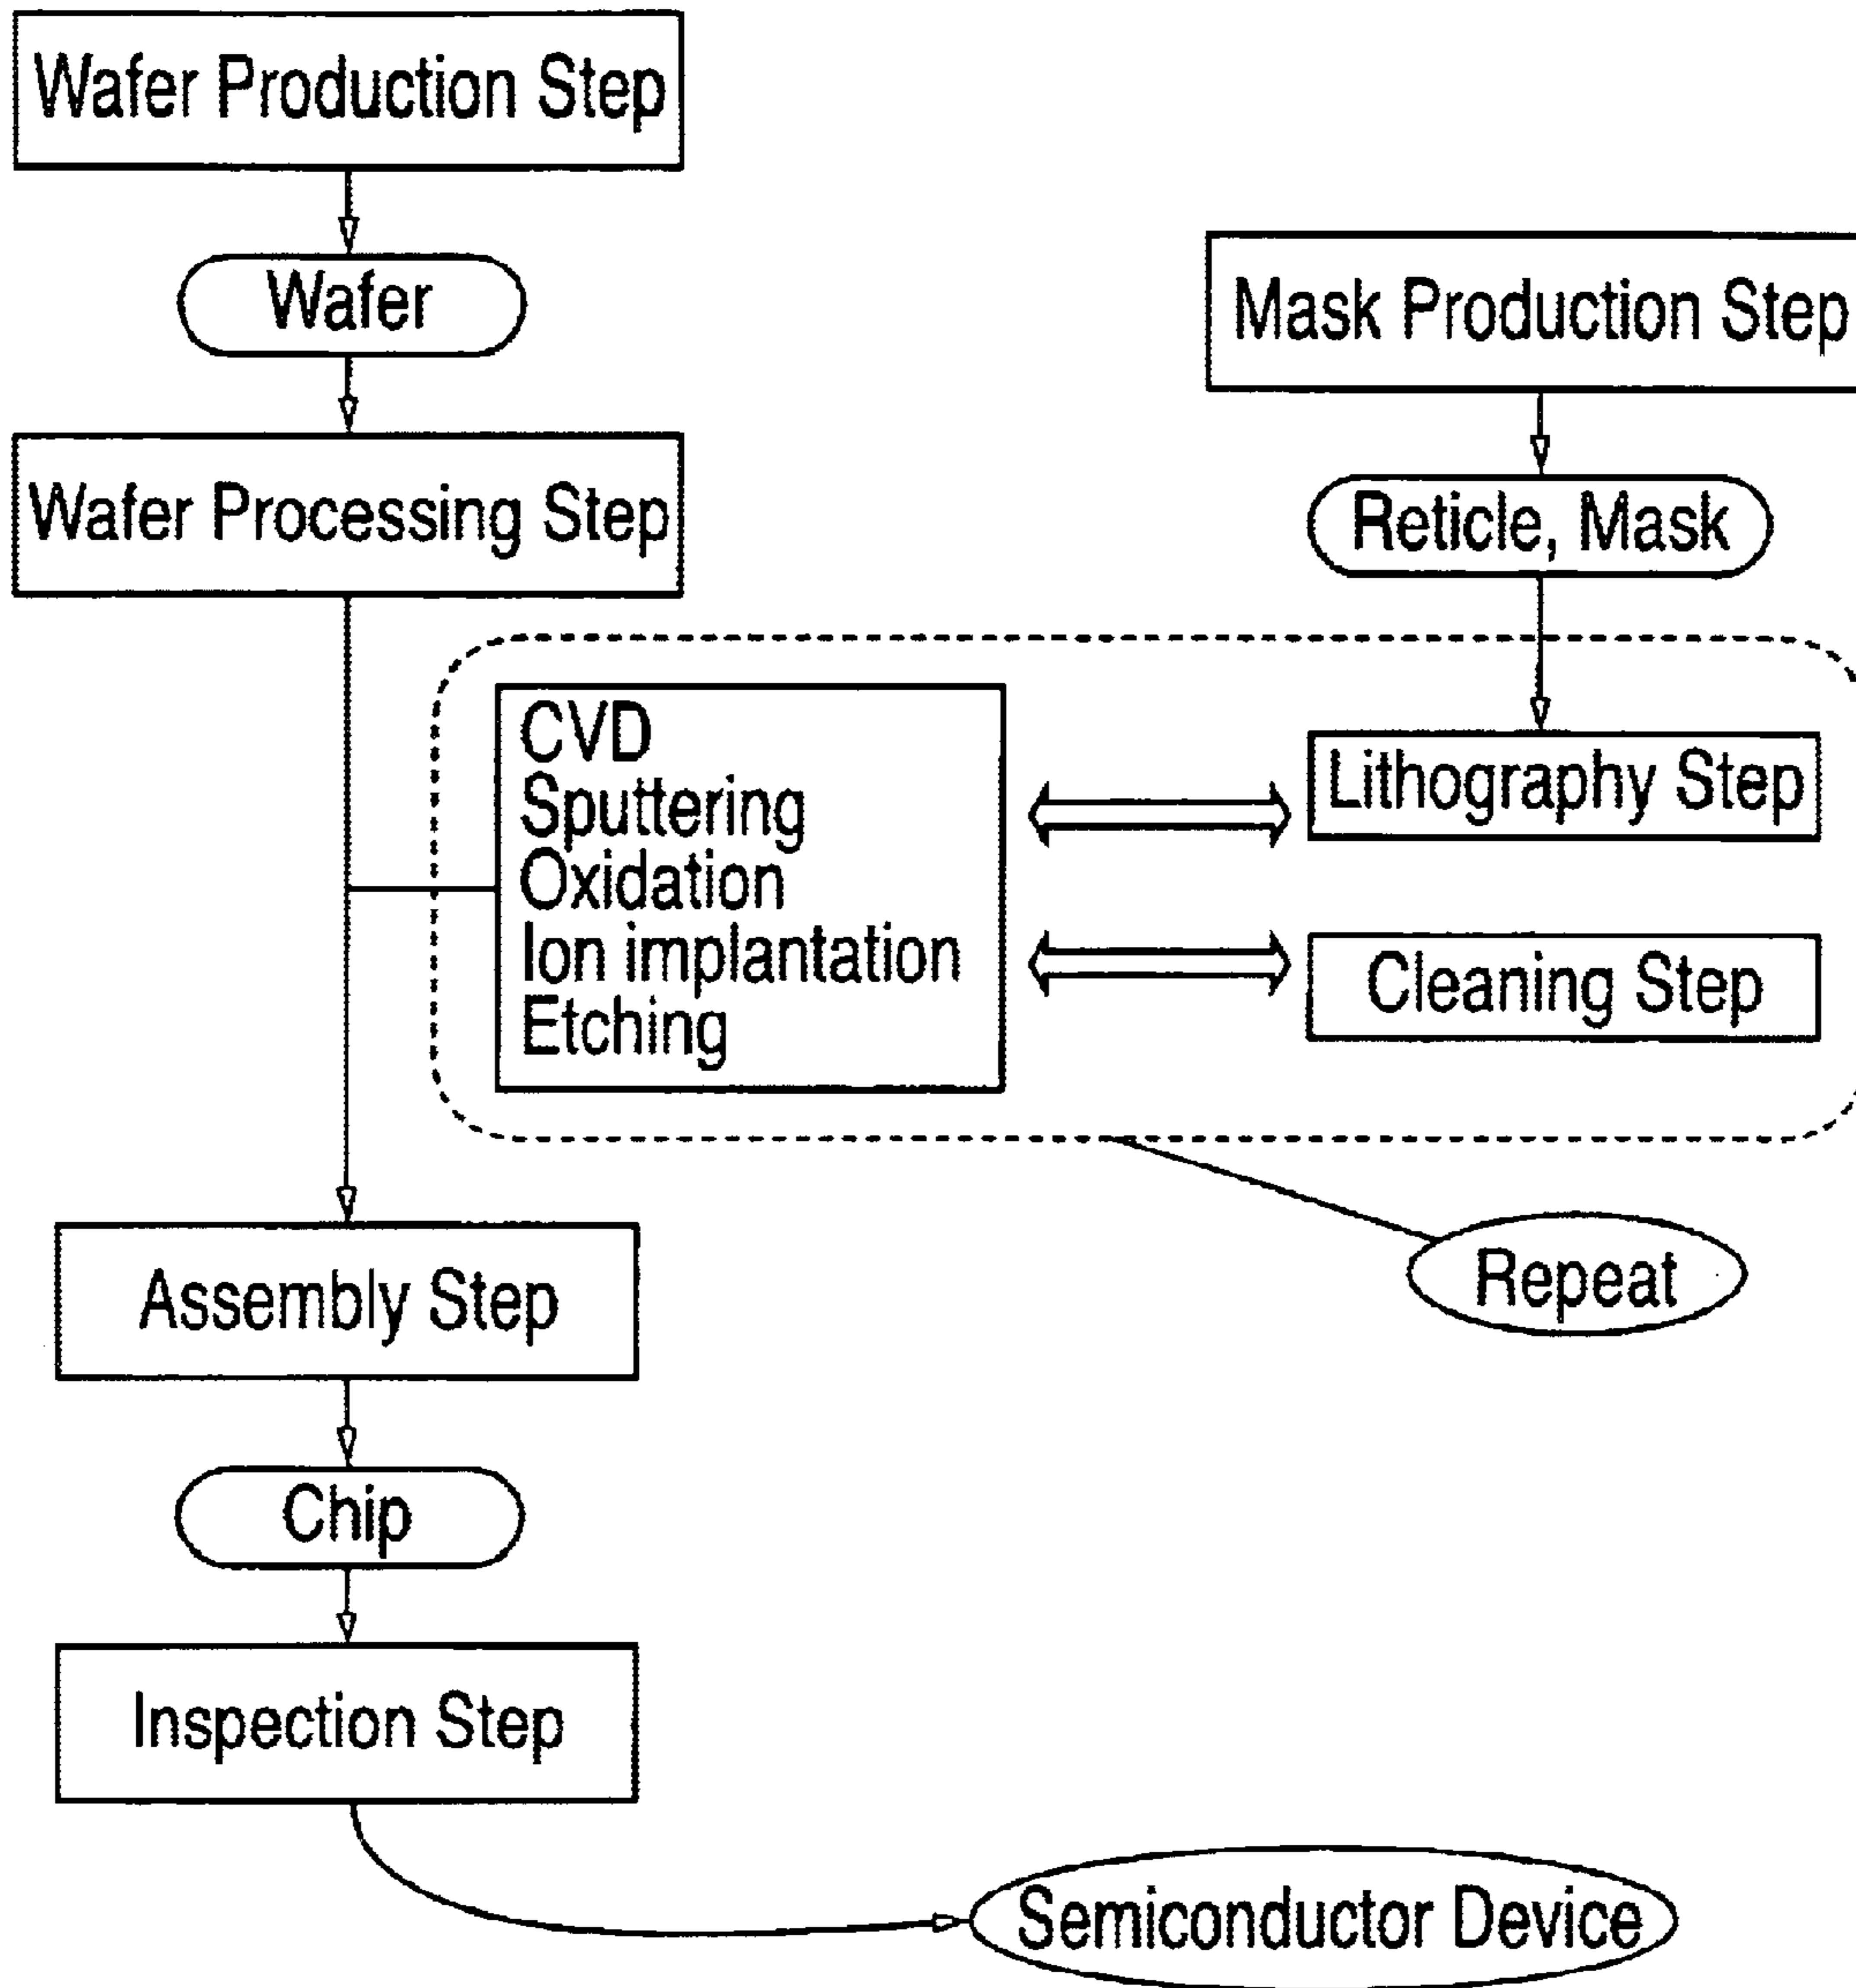 Wafer Production Step
Wafer
Mask Production Step
Wafer Processing Step
Reticle, Mask
CVD
Sputtering
Oxidation
Ion implantation
Etching
Lithography Step
Cleaning Step
Repeat
Assembly Step
Chip
Inspection Step
Semiconductor Device